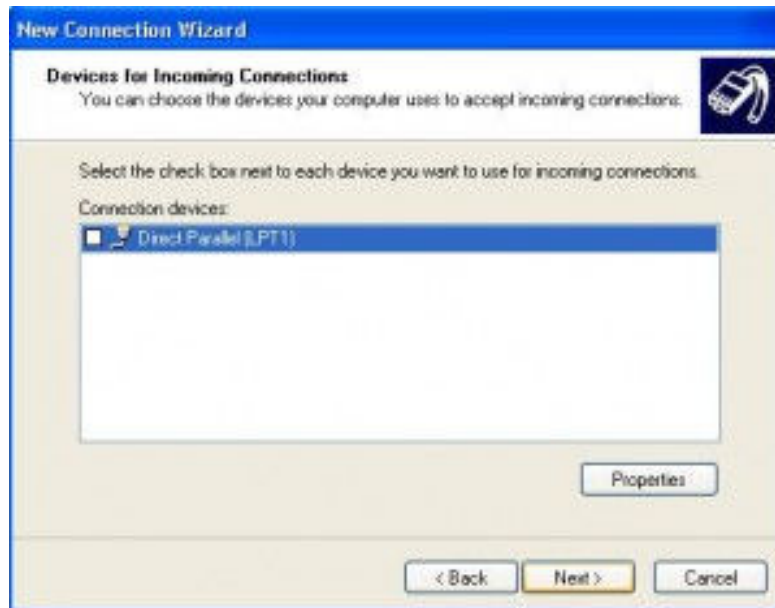 New Connection Wizard
Devices for Incoming Connections
You can choose the devices your computer uses to accept incoming connections.
Select the check box next to each device you want to use for incoming connections.
Connection devices:
Direct Parallel (LPT1)
Properties
< Back
Next >
Cancel